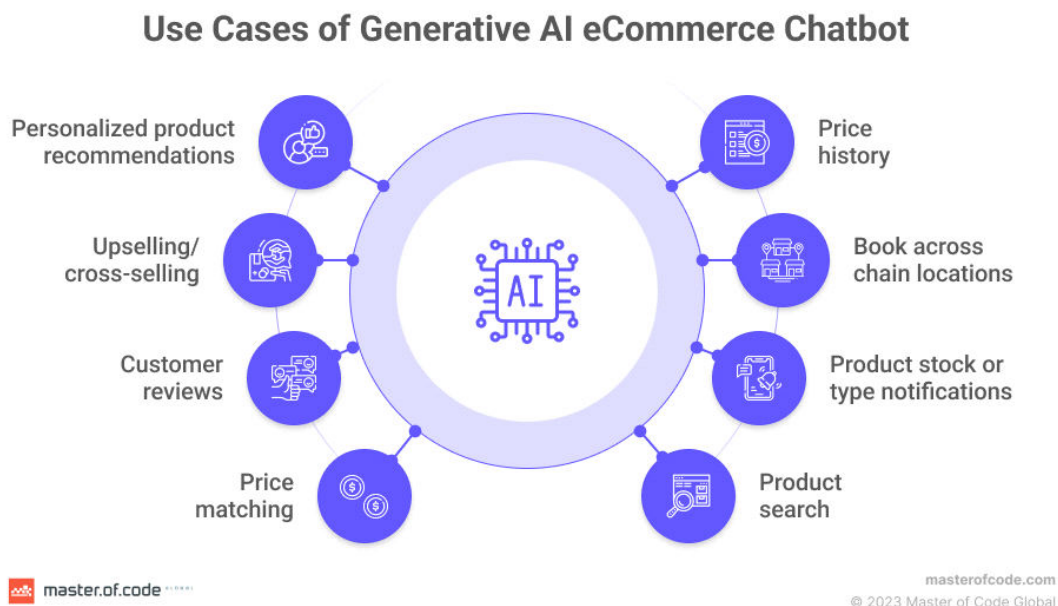 Use Cases of Generative AI eCommerce Chatbot
Personalized product
recommendations
Upselling/
cross-selling
Customer
reviews
Price
matching
AI
Price
history
Book across
chain locations
Product stock or
type notifications
Product
search
master.of.code GLOBAL
masterofcode.com
© 2023 Master of Code Global